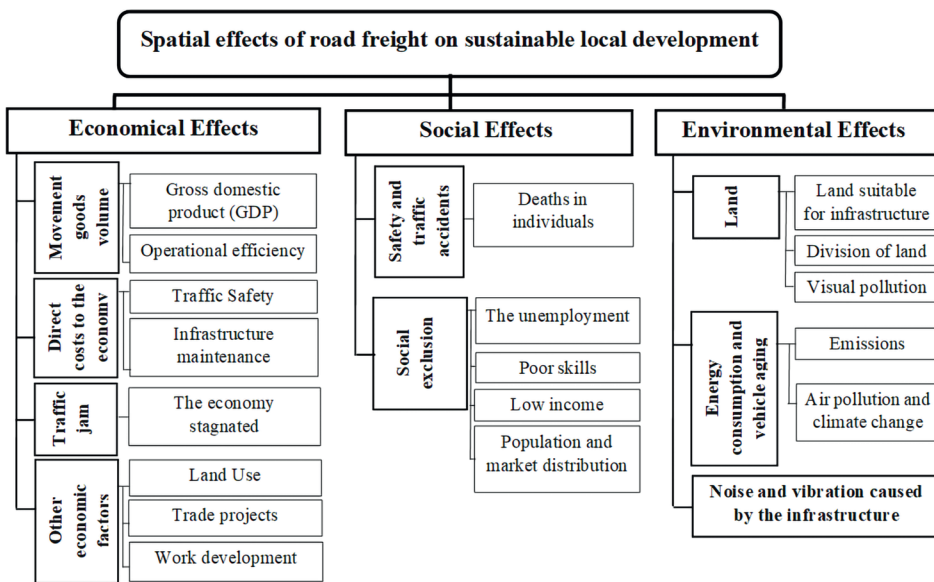 Spatial effects of road freight on sustainable local development
Economical Effects
Movement
goods
volume
Gross domestic
product (GDP)
Operational efficiency
Direct
costs to the
economy
Traffic Safety
Infrastructure
maintenance
Traffic
jam
The economy
stagnated
Other
economic
factors
Land Use
Trade projects
Work development
Social Effects
Safety and
traffic
accidents
Deaths in
individuals
Social
exclusion
The unemployment
Poor skills
Low income
Population and
market distribution
Environmental Effects
Land
Land suitable
for infrastructure
Division of land
Visual pollution
Energy
consumption and
vehicle aging
Emissions
Air pollution and
climate change
Noise and vibration caused
by the infrastructure